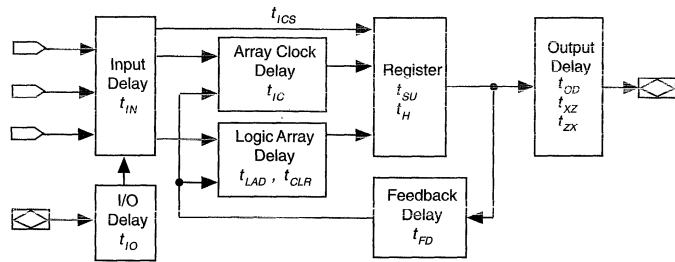 t_ICS
Input
Delay
t_IN
Array Clock
Delay
t_IC
Register
t_SU
t_H
Output
Delay
t_OD
t_XZ
t_ZX
Logic Array
Delay
t_LAD , t_CLR
I/O
Delay
t_IO
Feedback
Delay
t_FD